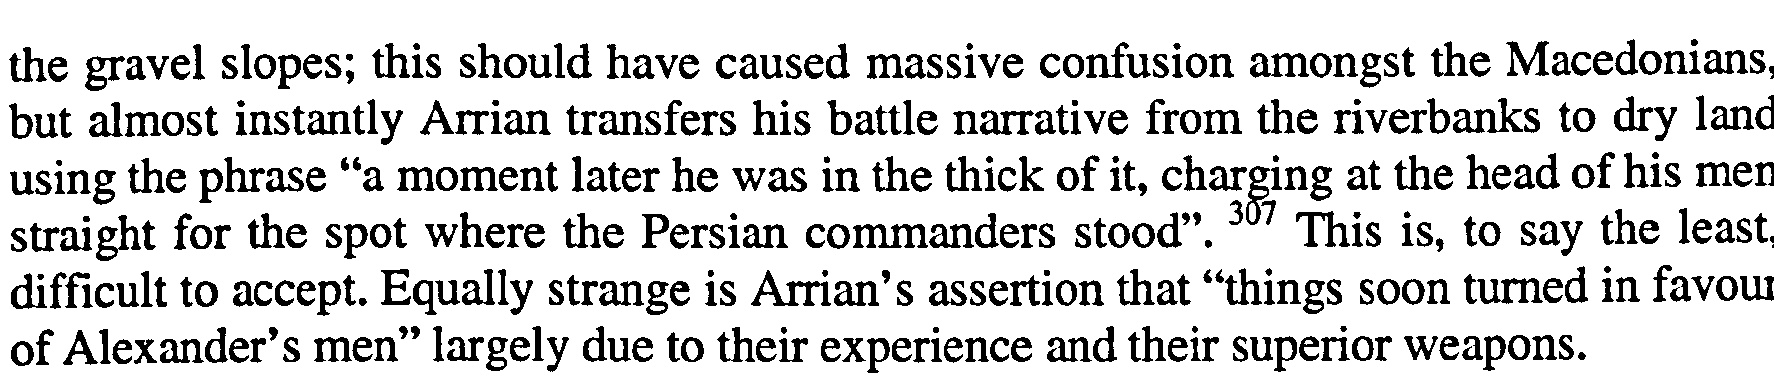 the gravel slopes; this should have caused massive confusion amongst the Macedonians,
but almost instantly Arrian transfers his battle narrative from the riverbanks to dry land
using the phrase “a moment later he was in the thick of it, charging at the head of his men
straight for the spot where the Persian commanders stood”. 307 This is, to say the least,
difficult to accept. Equally strange is Arrian’s assertion that “things soon turned in favour
of Alexander’s men” largely due to their experience and their superior weapons.